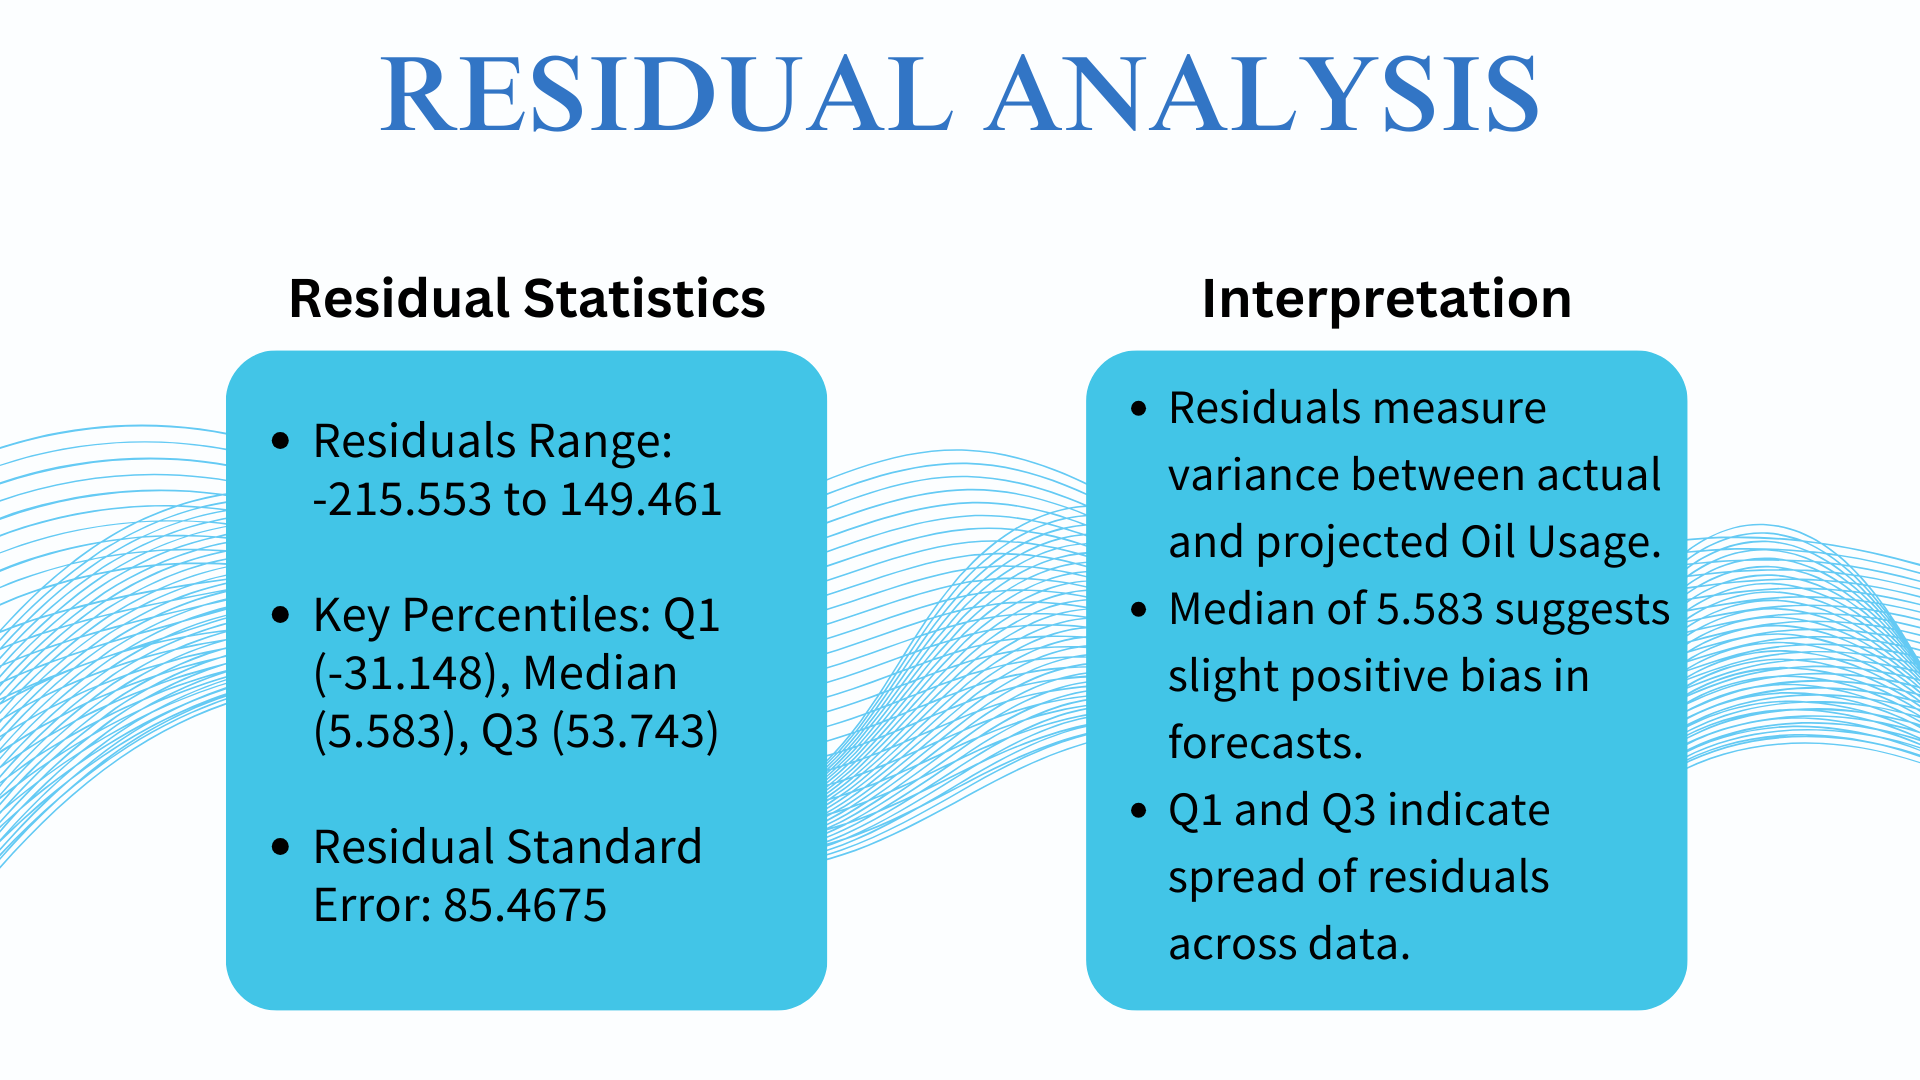 RESIDUAL ANALYSIS
Residual Statistics
• Residuals Range:
-215.553 to 149.461
• Key Percentiles: Q1
(-31.148), Median
(5.583), Q3 (53.743)
• Residual Standard
Error: 85.4675
Interpretation
• Residuals measure
variance between actual
and projected Oil Usage.
• Median of 5.583 suggests
slight positive bias in
forecasts.
• Q1 and Q3 indicate
spread of residuals
across data.